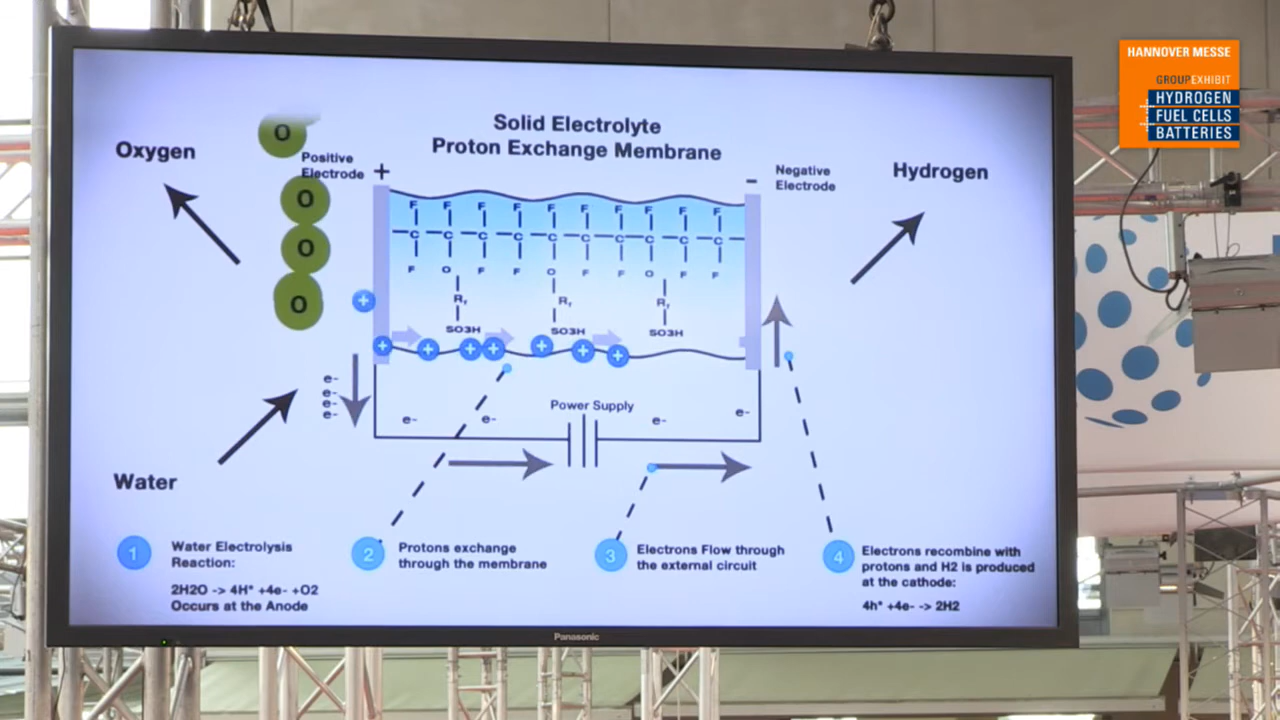 HANNOVER MESSE
GROUPEXHIBIT
HYDROGEN
FUEL CELLS
BATTERIES
Solid Electrolyte
Proton Exchange Membrane
Oxygen
O
Positive
Electrode
+
-
Negative
Electrode
Hydrogen
O
O
O
F F F F F F F F F F
C C C C C C C C C C
F O F F O F F O F F
R, R, R,
SO3H SO3H SO3H
+
+ + + + + + +
e-
e-
e-
e-
Power Supply
e- e- e- e-
Water
1
Water Electrolysis
Reaction:
2H2O -> 4H⁺ +4e- +O2
Occurs at the Anode
2
Protons exchange
through the membrane
3
Electrons Flow through
the external circuit
4
Electrons recombine with
protons and H2 is produced
at the cathode:
4h⁺ +4e- -> 2H2
Panasonic